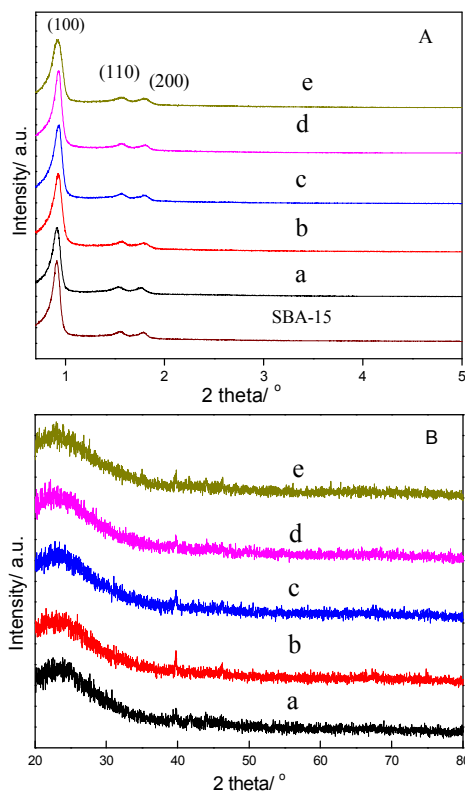 (100)
A
(110)
(200)
e
d
c
b
a
SBA-15
Intensity/ a.u.
1 2 3 4 5
2 theta/ °
B
e
d
c
b
a
Intensity/ a.u.
20 30 40 50 60 70 80
2 theta/ °